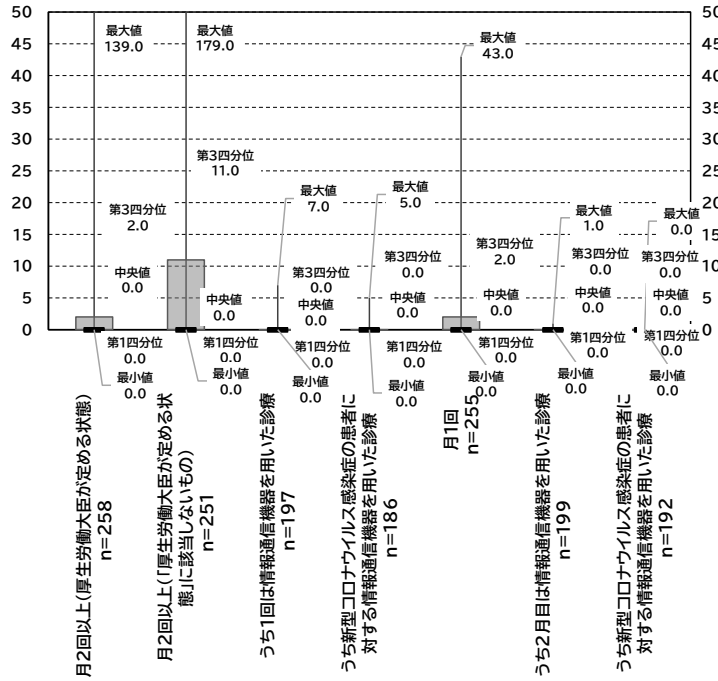 50
45
40
35
30
25
20
15
10
5
0
50
45
40
35
30
25
20
15
10
5
0
最大値
139.0
第3四分位
2.0
中央値
0.0
第1四分位
0.0
最小値
0.0
最大値
179.0
第3四分位
11.0
中央値
0.0
第1四分位
0.0
最小値
0.0
最大値
7.0
第3四分位
0.0
中央値
0.0
第1四分位
0.0
最小値
0.0
最大値
5.0
第3四分位
0.0
中央値
0.0
第1四分位
0.0
最小値
0.0
最大値
43.0
第3四分位
2.0
中央値
0.0
第1四分位
0.0
最小値
0.0
最大値
1.0
第3四分位
0.0
中央値
0.0
第1四分位
0.0
最小値
0.0
最大値
0.0
第3四分位
0.0
中央値
0.0
第1四分位
0.0
最小値
0.0
月2回以上(厚生労働大臣が定める状態)
n=258
月2回以上(「厚生労働大臣が定める状
態」に該当しないもの)
n=251
うち1回は情報通信機器を用いた診療
n=197
うち新型コロナウイルス感染症の患者に
対する情報通信機器を用いた診療
n=186
月1回
n=255
うち2月目は情報通信機器を用いた診療
n=199
うち新型コロナウイルス感染症の患者に
対する情報通信機器を用いた診療
n=192